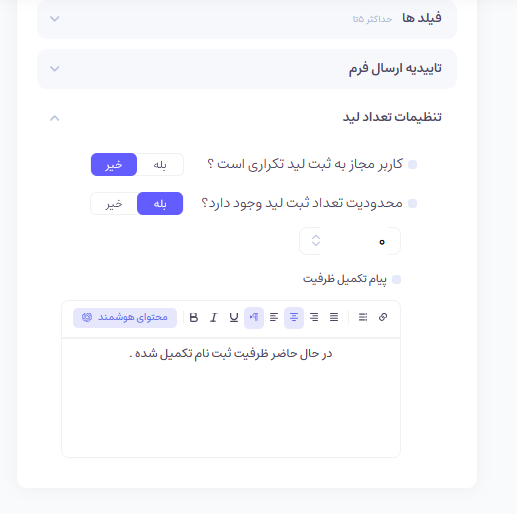 فیلد ها حداکثر ۵تا
تاییدیه ارسال فرم
تنظیمات تعداد لید
کاربر مجاز به ثبت لید تکراری است ؟ بله خیر
محدودیت تعداد ثبت لید وجود دارد؟ بله خیر
۰
پیام تکمیل ظرفیت
محتوای هوشمند B I U
در حال حاضر ظرفیت ثبت نام تکمیل شده .